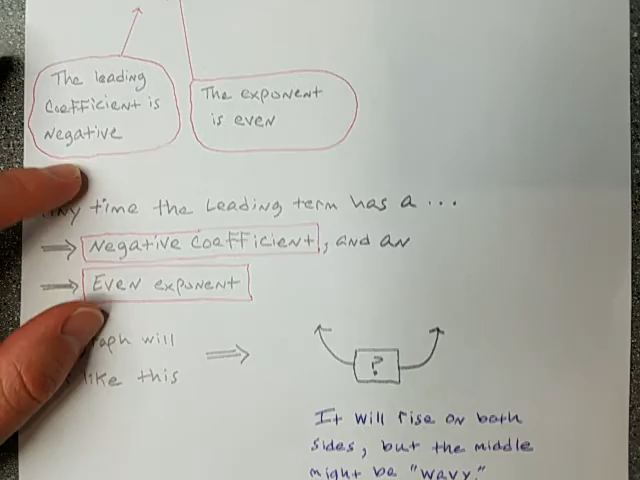 The leading
coefficient is
Negative
The exponent
is even
time the leading term has a ...
⇒ Negative Coefficient, and an
⇒ Even exponent
will ⇒ ?
like this
It will rise on both
sides, but the middle
might be "wavy."